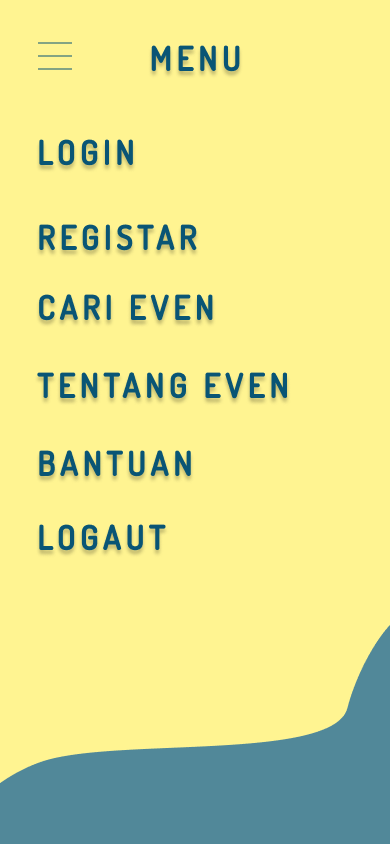 MENU
LOGIN
REGISTAR
CARI EVEN
TENTANG EVEN
BANTUAN
LOGAUT